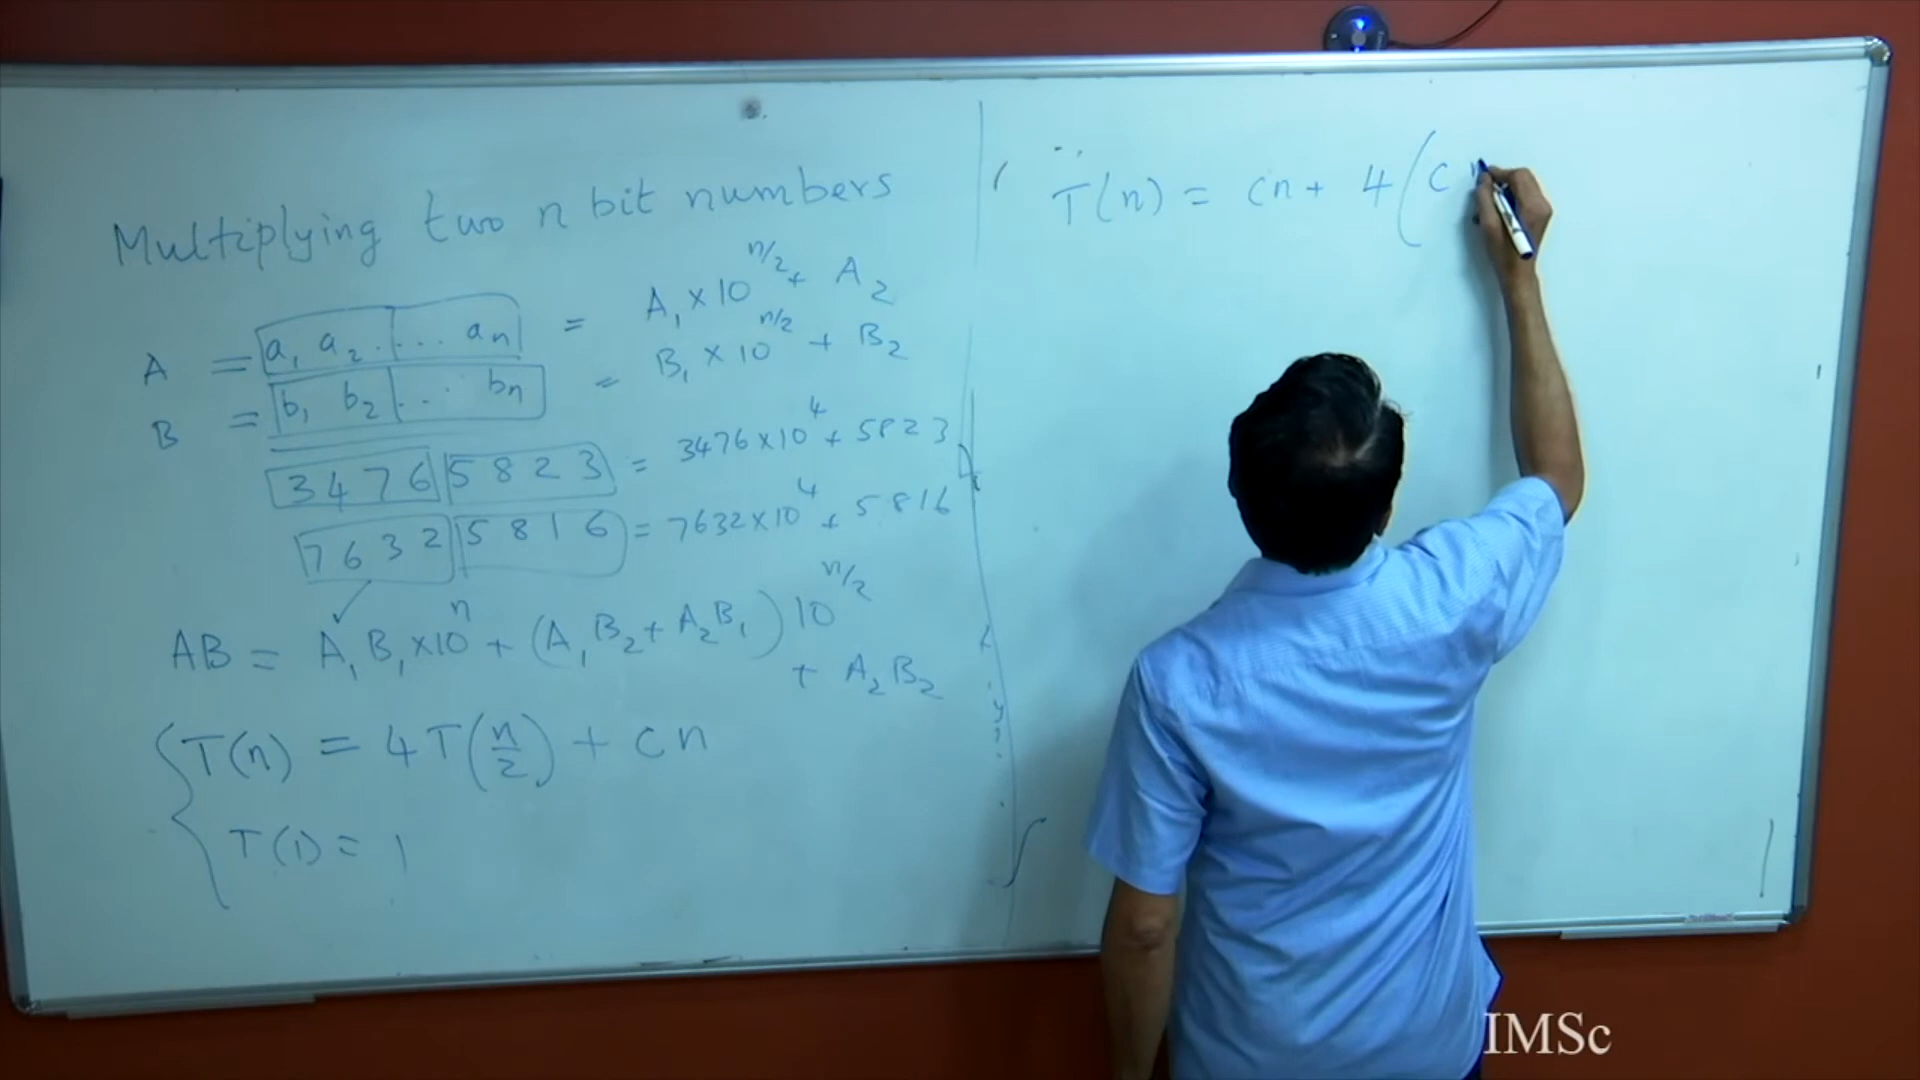 Multiplying two n bit numbers
A = a₁ a₂ . . . . aₙ = A₁ × 10^(n/2) + A₂
B = b₁ b₂ . . . bₙ = B₁ × 10^(n/2) + B₂
3 4 7 6 5 8 2 3 = 3476 × 10⁴ + 5823
7 6 3 2 5 8 1 6 = 7632 × 10⁴ + 5816
AB = A₁B₁ × 10ⁿ + (A₁B₂ + A₂B₁) 10^(n/2)
+ A₂B₂
T(n) = 4T(n/2) + cn
T(1) = 1
T(n) = cn + 4(c
IMSc